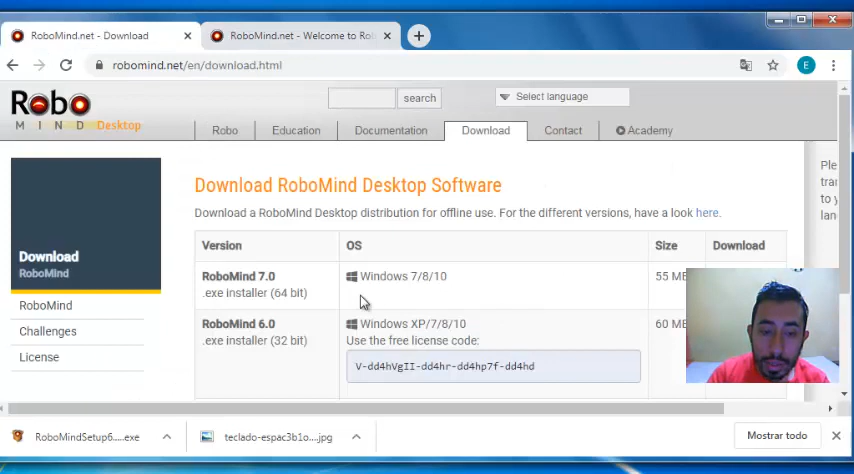 RoboMind.net - Download
RoboMind.net - Welcome to Rob
robomind.net/en/download.html
E
Robo
MIND Desktop
search
Select language
Robo
Education
Documentation
Download
Contact
Academy
Download
RoboMind
RoboMind
Challenges
License
Download RoboMind Desktop Software
Download a RoboMind Desktop distribution for offline use. For the different versions, have a look here.
Version OS Size Download
RoboMind 7.0 Windows 7/8/10 55 MB
.exe installer (64 bit)
RoboMind 6.0 Windows XP/7/8/10 60 MB
.exe installer (32 bit) Use the free license code:
V-dd4hVgII-dd4hr-dd4hp7f-dd4hd
Ple
tran
to y
lan
RoboMindSetup6.....exe
teclado-espac3b1o....jpg
Mostrar todo